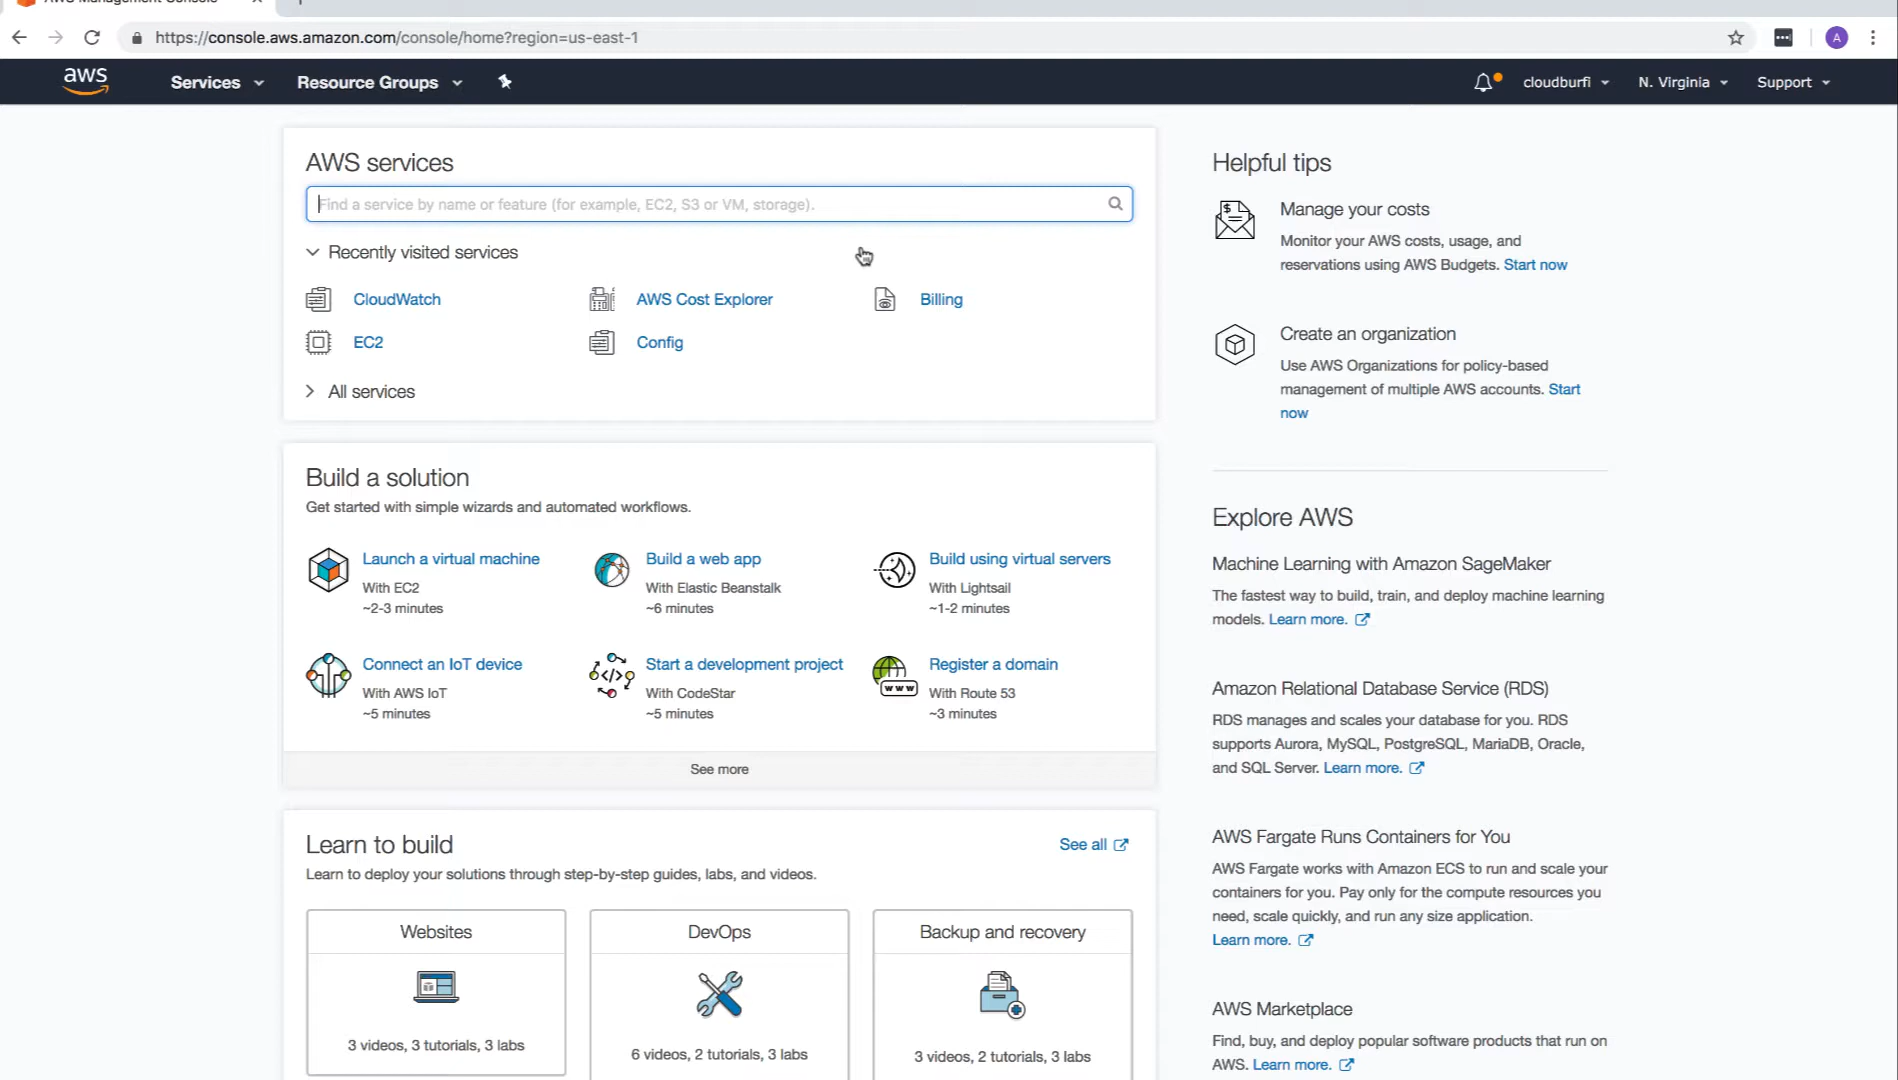 AWS Management Console
https://console.aws.amazon.com/console/home?region=us-east-1
A
aws
Services
Resource Groups
cloudburfi
N. Virginia
Support
AWS services
Find a service by name or feature (for example, EC2, S3 or VM, storage).
Recently visited services
CloudWatch
AWS Cost Explorer
Billing
EC2
Config
All services
Build a solution
Get started with simple wizards and automated workflows.
Launch a virtual machine
With EC2
~2-3 minutes
Build a web app
With Elastic Beanstalk
~6 minutes
Build using virtual servers
With Lightsail
~1-2 minutes
Connect an IoT device
With AWS IoT
~5 minutes
Start a development project
With CodeStar
~5 minutes
Register a domain
With Route 53
~3 minutes
www
See more
Learn to build
See all
Learn to deploy your solutions through step-by-step guides, labs, and videos.
Websites
3 videos, 3 tutorials, 3 labs
DevOps
6 videos, 2 tutorials, 3 labs
Backup and recovery
3 videos, 2 tutorials, 3 labs
Helpful tips
Manage your costs
Monitor your AWS costs, usage, and
reservations using AWS Budgets. Start now
Create an organization
Use AWS Organizations for policy-based
management of multiple AWS accounts. Start
now
Explore AWS
Machine Learning with Amazon SageMaker
The fastest way to build, train, and deploy machine learning
models. Learn more.
Amazon Relational Database Service (RDS)
RDS manages and scales your database for you. RDS
supports Aurora, MySQL, PostgreSQL, MariaDB, Oracle,
and SQL Server. Learn more.
AWS Fargate Runs Containers for You
AWS Fargate works with Amazon ECS to run and scale your
containers for you. Pay only for the compute resources you
need, scale quickly, and run any size application.
Learn more.
AWS Marketplace
Find, buy, and deploy popular software products that run on
AWS. Learn more.